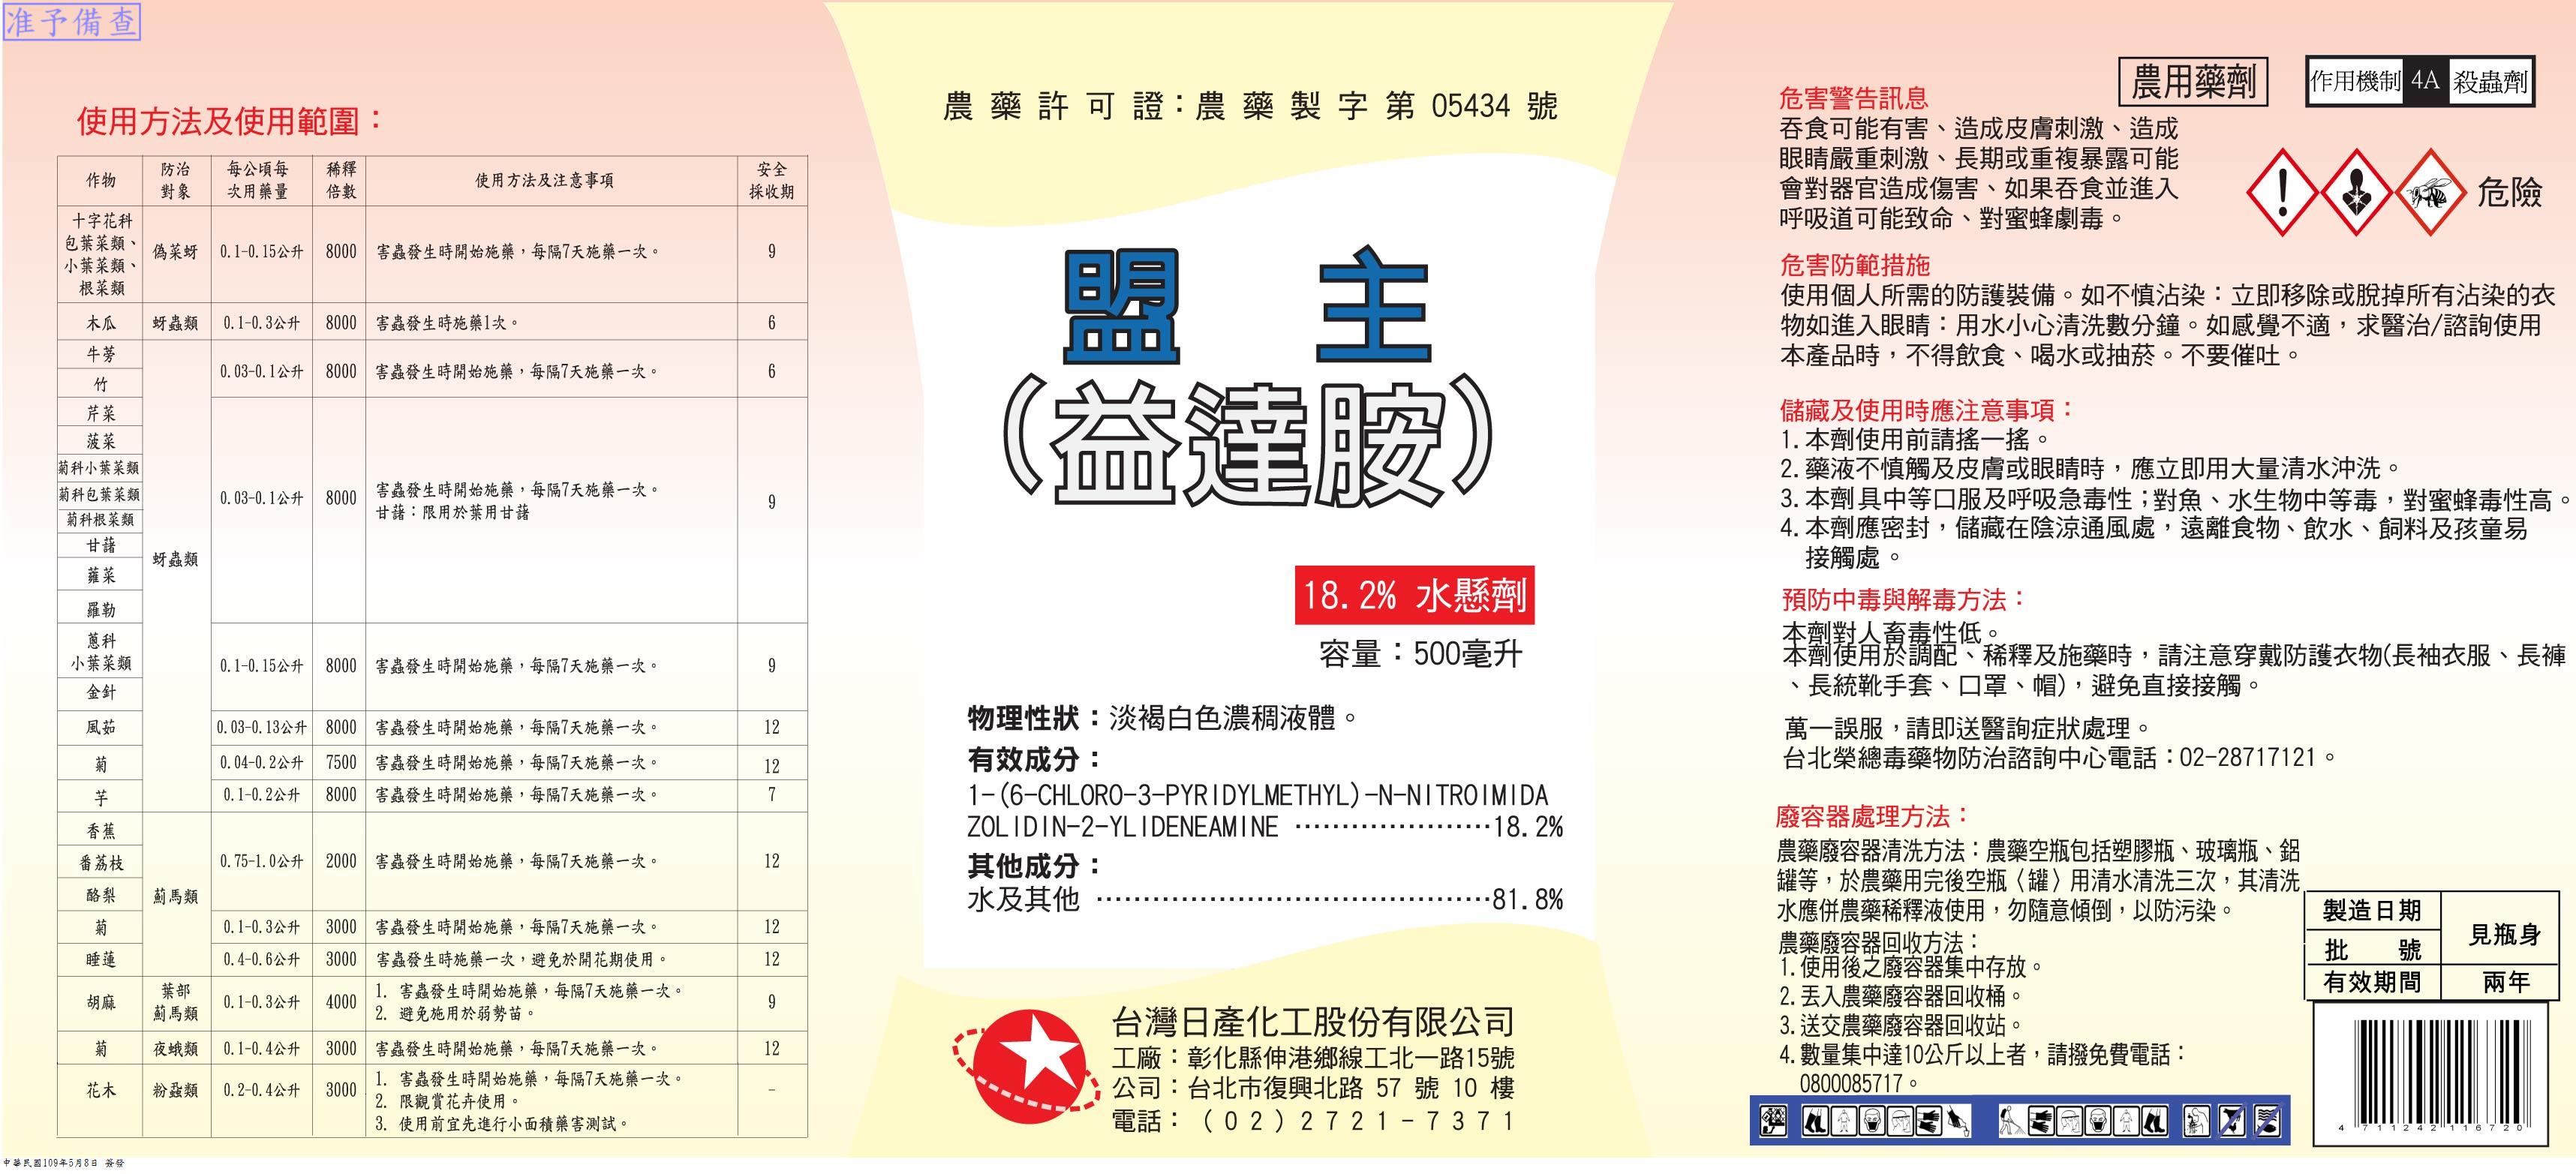 准予備查
使用方法及使用範圍：
作物 防治對象 每公頃每次用藥量 稀釋倍數 使用方法及注意事項 安全採收期
十字花科
包葉菜類、
小葉菜類、
根菜類
偽菜蚜 0.1-0.15公升 8000 害蟲發生時開始施藥，每隔7天施藥一次。 9
木瓜 蚜蟲類 0.1-0.3公升 8000 害蟲發生時施藥1次。 6
牛蒡
竹
蚜蟲類
0.03-0.1公升 8000 害蟲發生時開始施藥，每隔7天施藥一次。 6
芹菜
菠菜
菊科小葉菜類
菊科包葉菜類
菊科根菜類
甘藷
蕹菜
羅勒
0.03-0.1公升 8000 害蟲發生時開始施藥，每隔7天施藥一次。 9
甘藷：限用於葉用甘藷
蔥科
小葉菜類
金針
0.1-0.15公升 8000 害蟲發生時開始施藥，每隔7天施藥一次。 9
風茹 0.03-0.13公升 8000 害蟲發生時開始施藥，每隔7天施藥一次。 12
菊 0.04-0.2公升 7500 害蟲發生時開始施藥，每隔7天施藥一次。 12
芋 0.1-0.2公升 8000 害蟲發生時開始施藥，每隔7天施藥一次。 7
香蕉
番荔枝
酪梨
薊馬類
0.75-1.0公升 2000 害蟲發生時開始施藥，每隔7天施藥一次。 12
菊 0.1-0.3公升 3000 害蟲發生時開始施藥，每隔7天施藥一次。 12
睡蓮 0.4-0.6公升 3000 害蟲發生時施藥一次，避免於開花期使用。 12
胡麻 葉部薊馬類 0.1-0.3公升 4000 1. 害蟲發生時開始施藥，每隔7天施藥一次。 9
2. 避免施用於弱勢苗。
菊 夜蛾類 0.1-0.4公升 3000 害蟲發生時開始施藥，每隔7天施藥一次。 12
花木 粉蝨類 0.2-0.4公升 3000 1. 害蟲發生時開始施藥，每隔7天施藥一次。 -
2. 限觀賞花卉使用。
3. 使用前宜先進行小面積藥害測試。
中華民國109年5月8日 簽發
農藥許可證：農藥製字第 05434 號
盟 主
（益達胺）
18.2% 水懸劑
容量：500毫升
物理性狀：淡褐白色濃稠液體。
有效成分：
1-(6-CHLORO-3-PYRIDYLMETHYL)-N-NITROIMIDA
ZOLIDIN-2-YLIDENEAMINE …………………18.2%
其他成分：
水及其他 ……………………………………81.8%
台灣日產化工股份有限公司
工廠：彰化縣伸港鄉線工北一路15號
公司：台北市復興北路 57 號 10 樓
電話：（02）2721-7371
農用藥劑
作用機制 4A 殺蟲劑
危害警告訊息
吞食可能有害、造成皮膚刺激、造成
眼睛嚴重刺激、長期或重複暴露可能
會對器官造成傷害、如果吞食並進入
呼吸道可能致命、對蜜蜂劇毒。
危險
危害防範措施
使用個人所需的防護裝備。如不慎沾染：立即移除或脫掉所有沾染的衣
物如進入眼睛：用水小心清洗數分鐘。如感覺不適，求醫治/諮詢使用
本產品時，不得飲食、喝水或抽菸。不要催吐。
儲藏及使用時應注意事項：
1.本劑使用前請搖一搖。
2.藥液不慎觸及皮膚或眼睛時，應立即用大量清水沖洗。
3.本劑具中等口服及呼吸急毒性；對魚、水生物中等毒，對蜜蜂毒性高。
4.本劑應密封，儲藏在陰涼通風處，遠離食物、飲水、飼料及孩童易
接觸處。
預防中毒與解毒方法：
本劑對人畜毒性低。
本劑使用於調配、稀釋及施藥時，請注意穿戴防護衣物(長袖衣服、長褲
、長統靴手套、口罩、帽)，避免直接接觸。
萬一誤服，請即送醫詢症狀處理。
台北榮總毒藥物防治諮詢中心電話：02-28717121。
廢容器處理方法：
農藥廢容器清洗方法：農藥空瓶包括塑膠瓶、玻璃瓶、鋁
罐等，於農藥用完後空瓶〈罐〉用清水清洗三次，其清洗
水應併農藥稀釋液使用，勿隨意傾倒，以防污染。
農藥廢容器回收方法：
1.使用後之廢容器集中存放。
2.丟入農藥廢容器回收桶。
3.送交農藥廢容器回收站。
4.數量集中達10公斤以上者，請撥免費電話：
0800085717。
製造日期 見瓶身
批 號
有效期間 兩年
4 711242 116720